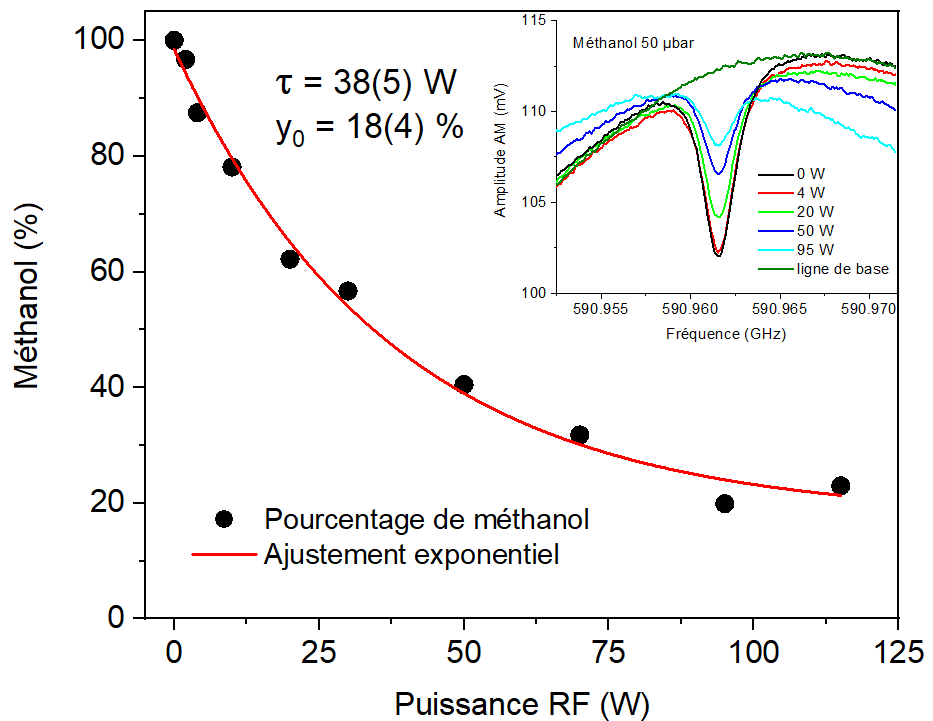 115
Méthanol 50 µbar
110
105
100
Amplitude AM (mV)
0 W
4 W
20 W
50 W
95 W
ligne de base
590.955 590.960 590.965 590.970
Fréquence (GHz)
τ = 38(5) W
y0 = 18(4) %
100
80
60
40
20
0
Méthanol (%)
Pourcentage de méthanol
Ajustement exponentiel
0 25 50 75 100 125
Puissance RF (W)